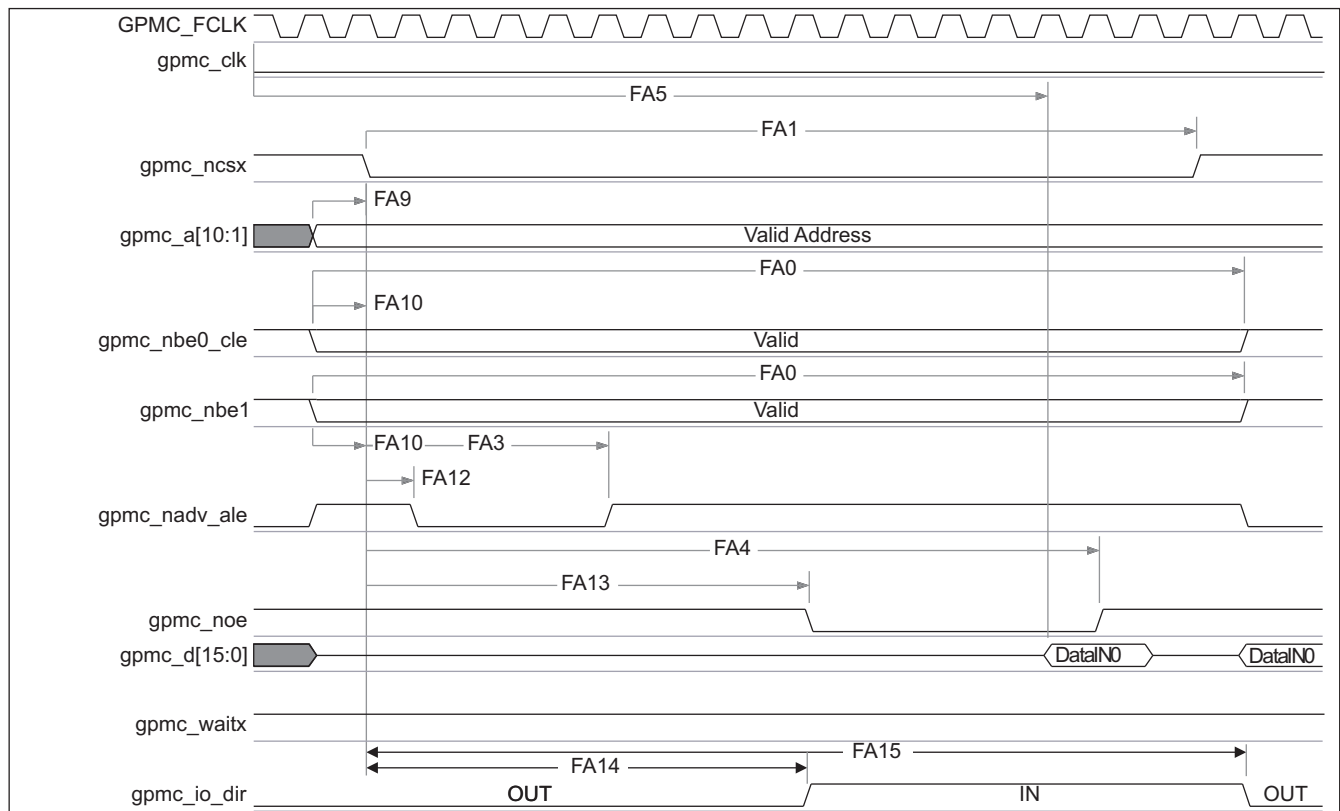 GPMC_FCLK
gpmc_clk
FA5
FA1
gpmc_ncsx
FA9
gpmc_a[10:1] Valid Address
FA0
FA10
gpmc_nbe0_cle Valid
FA0
gpmc_nbe1 Valid
FA10 FA3
FA12
gpmc_nadv_ale
FA4
FA13
gpmc_noe
gpmc_d[15:0] DataIN0 DataIN0
gpmc_waitx
FA15
FA14
gpmc_io_dir OUT IN OUT